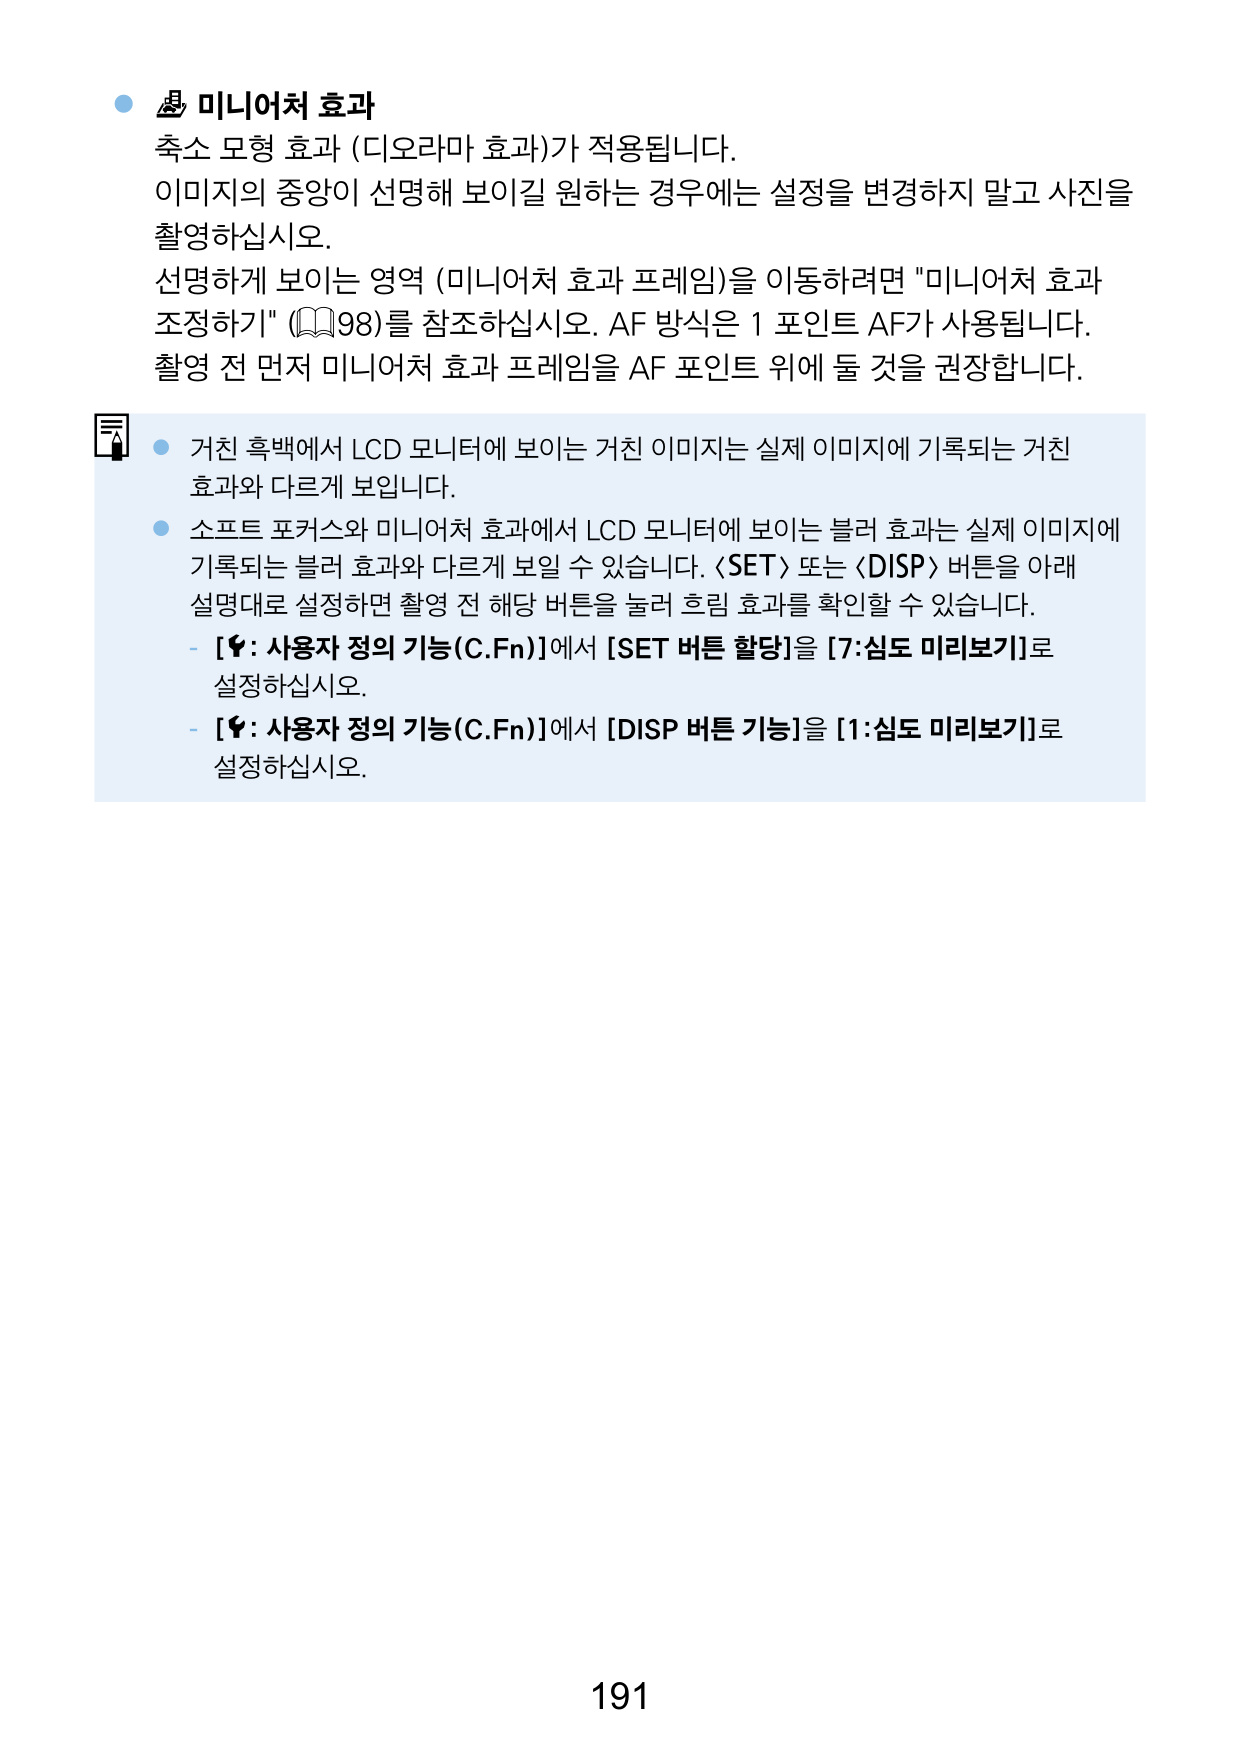 미니어처 효과
축소 모형 효과 (디오라마 효과)가 적용됩니다.
이미지의 중앙이 선명해 보이길 원하는 경우에는 설정을 변경하지 말고 사진을
촬영하십시오.
선명하게 보이는 영역 (미니어처 효과 프레임)을 이동하려면 "미니어처 효과
조정하기" (98)를 참조하십시오. AF 방식은 1 포인트 AF가 사용됩니다.
촬영 전 먼저 미니어처 효과 프레임을 AF 포인트 위에 둘 것을 권장합니다.
거친 흑백에서 LCD 모니터에 보이는 거친 이미지는 실제 이미지에 기록되는 거친
효과와 다르게 보입니다.
소프트 포커스와 미니어처 효과에서 LCD 모니터에 보이는 블러 효과는 실제 이미지에
기록되는 블러 효과와 다르게 보일 수 있습니다. <SET> 또는 <DISP> 버튼을 아래
설명대로 설정하면 촬영 전 해당 버튼을 눌러 흐림 효과를 확인할 수 있습니다.
- [: 사용자 정의 기능(C.Fn)]에서 [SET 버튼 할당]을 [7:심도 미리보기]로
설정하십시오.
- [: 사용자 정의 기능(C.Fn)]에서 [DISP 버튼 기능]을 [1:심도 미리보기]로
설정하십시오.
191